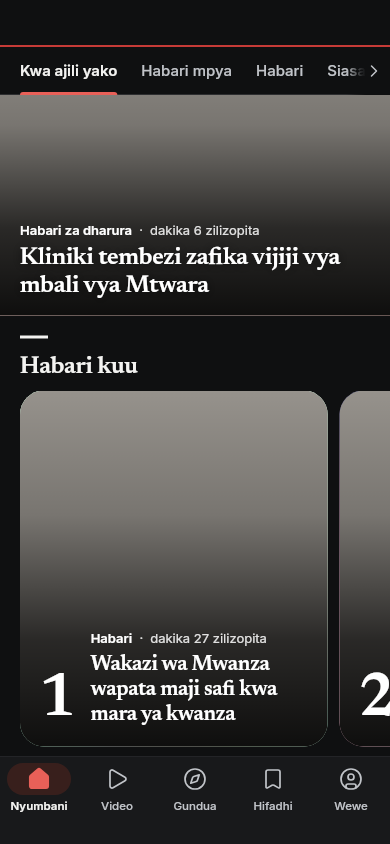 Kwa ajili yako Habari mpya Habari Siasa
Habari za dharura · dakika 6 zilizopita
Kliniki tembezi zafika vijiji vya
mbali vya Mtwara
Habari kuu
Habari · dakika 27 zilizopita
1 Wakazi wa Mwanza
wapata maji safi kwa
mara ya kwanza
2
Nyumbani Video Gundua Hifadhi Wewe